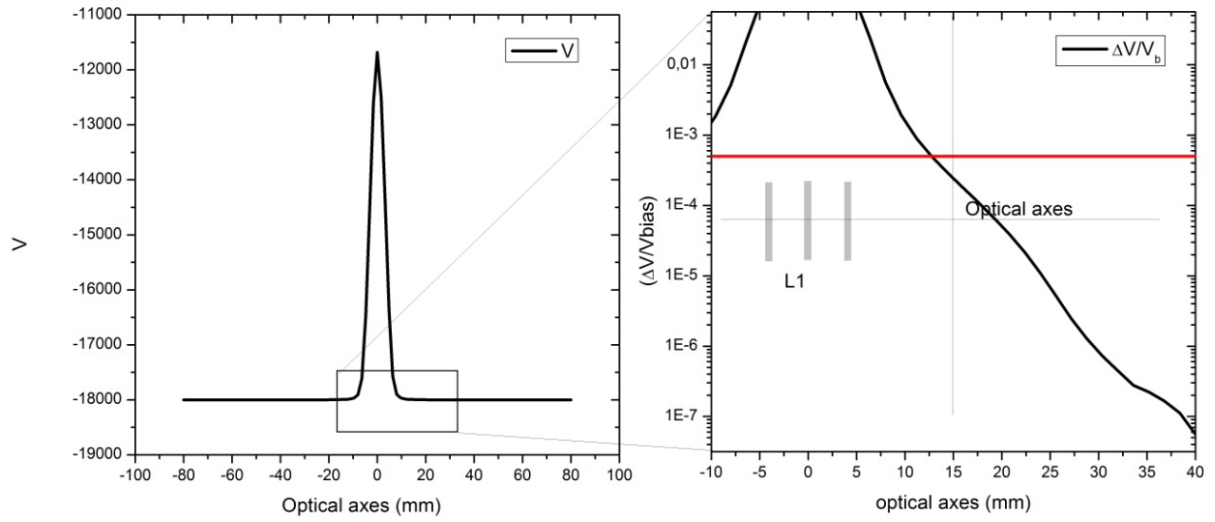 -11000
-12000
-13000
-14000
-15000
-16000
-17000
-18000
-19000
V
V
-100 -80 -60 -40 -20 0 20 40 60 80 100
Optical axes (mm)
0,01
1E-3
1E-4
1E-5
1E-6
1E-7
(ΔV/Vbias)
ΔV/V_b
Optical axes
L1
-10 -5 0 5 10 15 20 25 30 35 40
optical axes (mm)